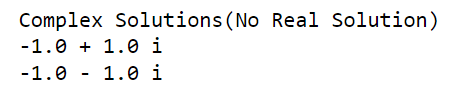 Complex Solutions(No Real Solution)
-1.0 + 1.0 i
-1.0 - 1.0 i